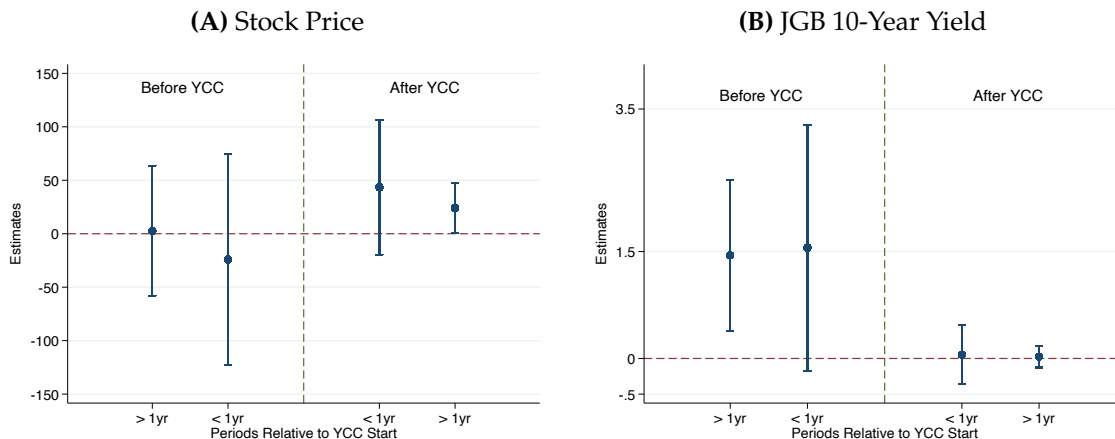 (A) Stock Price
150
100
50
0
-50
-100
-150
Estimates
Before YCC
After YCC
> 1yr
< 1yr
< 1yr
> 1yr
Periods Relative to YCC Start
(B) JGB 10-Year Yield
3.5
1.5
0
-.5
Estimates
Before YCC
After YCC
> 1yr
< 1yr
< 1yr
> 1yr
Periods Relative to YCC Start